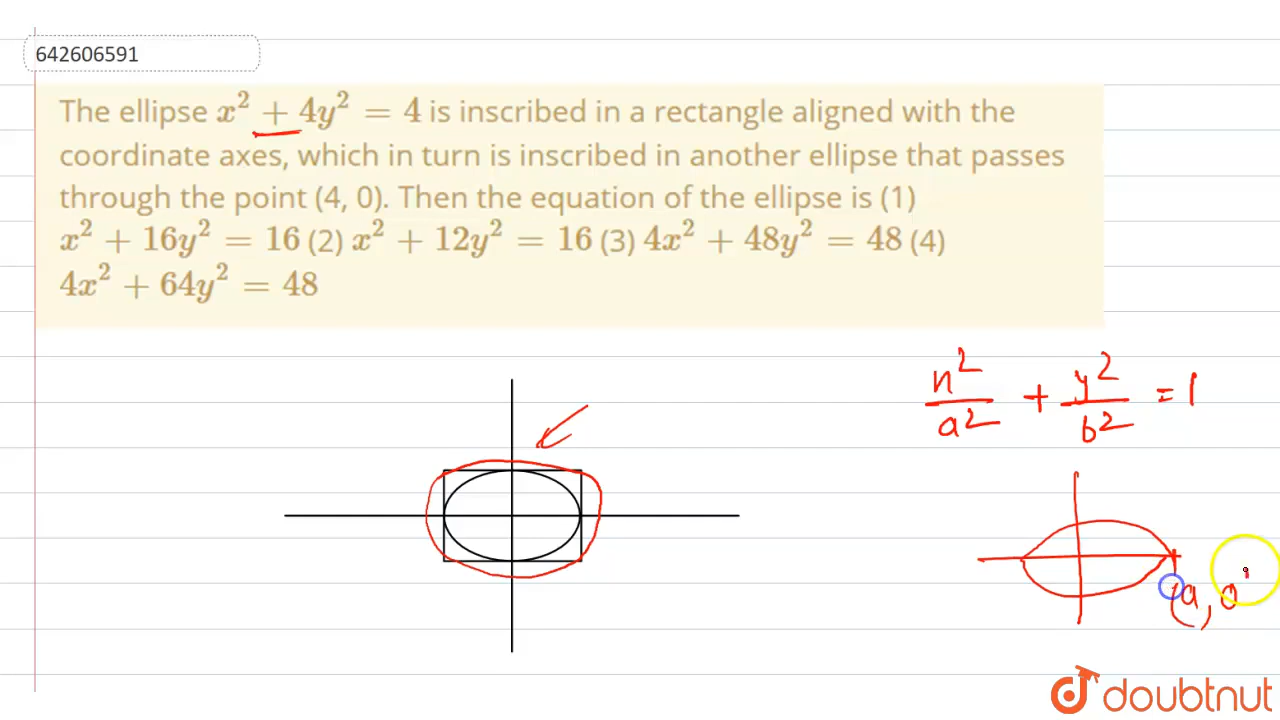 642606591
The ellipse x² + 4y² = 4 is inscribed in a rectangle aligned with the
coordinate axes, which in turn is inscribed in another ellipse that passes
through the point (4, 0). Then the equation of the ellipse is (1)
x² + 16y² = 16 (2) x² + 12y² = 16 (3) 4x² + 48y² = 48 (4)
4x² + 64y² = 48
x²/a² + y²/b² = 1
(a, 0
doubtnut